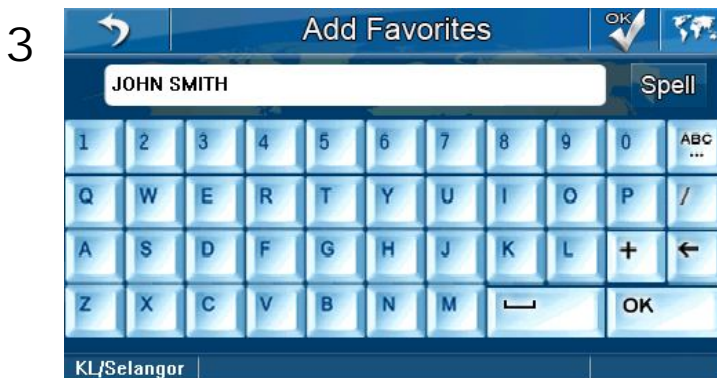 3
Add Favorites OK
JOHN SMITH Spell
1 2 3 4 5 6 7 8 9 0 ABC ...
Q W E R T Y U I O P /
A S D F G H J K L + ←
Z X C V B N M OK
KL/Selangor